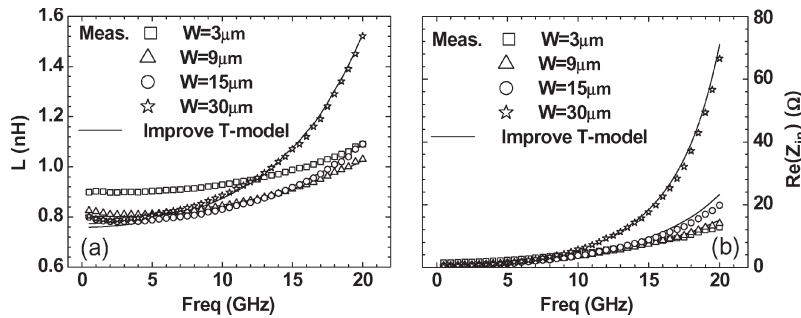 Meas.
W=3μm
W=9μm
W=15μm
W=30μm
Improve T-model
(a)
L (nH)
1.6
1.4
1.2
1.0
0.8
0.6
0
5
10
15
20
Freq (GHz)
Meas.
W=3μm
W=9μm
W=15μm
W=30μm
Improve T-model
(b)
80
60
40
20
0
Re(Zin) (Ω)
0
5
10
15
20
Freq (GHz)